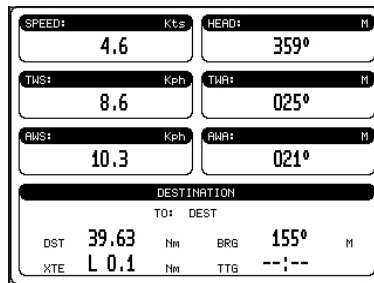 SPEED: Kts HEAD: M
4.6 359°
TWS: Kph TWA: M
8.6 025°
AWS: Kph AWA: M
10.3 021°
DESTINATION
TO: DEST
DST 39.63 Nm BRG 155° M
XTE L 0.1 Nm TTG --:--